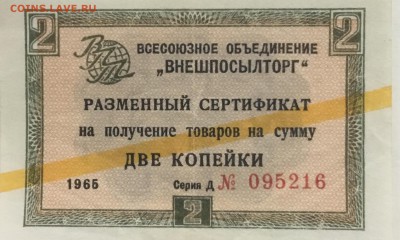 COINS.LAVE.RU
2 2
ВПТ
ВСЕСОЮЗНОЕ ОБЪЕДИНЕНИЕ
„ВНЕШПОСЫЛТОРГ"
РАЗМЕННЫЙ СЕРТИФИКАТ
на получение товаров на сумму
ДВЕ КОПЕЙКИ
1965 Серия Д № 095216
2